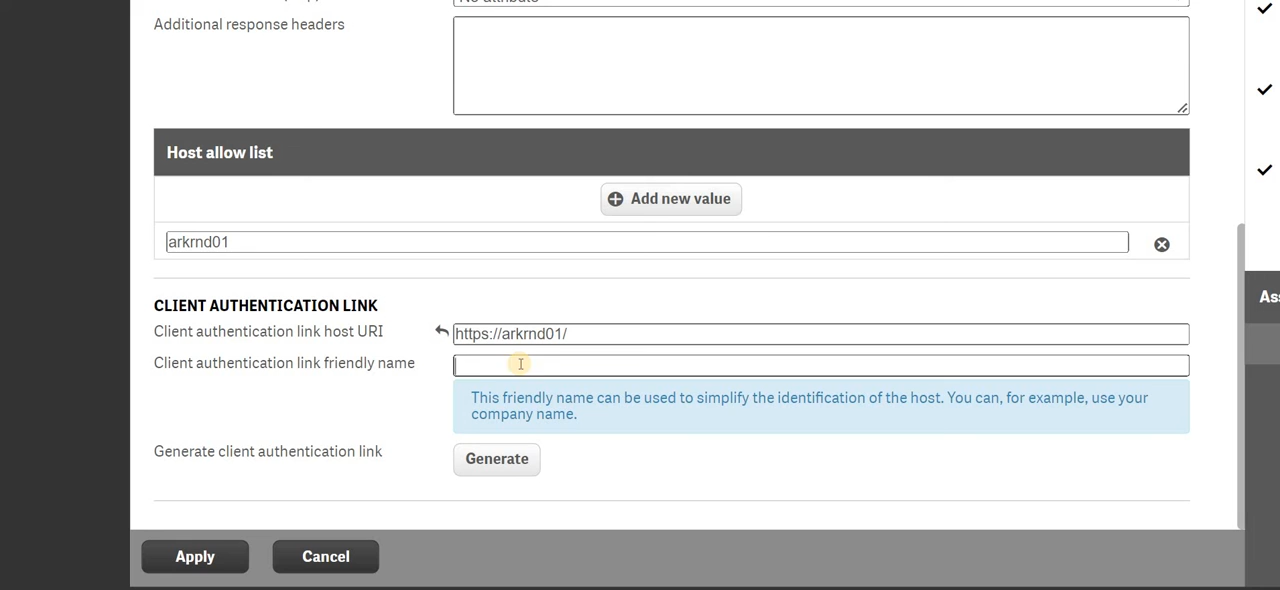 Additional response headers
Host allow list
Add new value
arkrnd01
CLIENT AUTHENTICATION LINK
Client authentication link host URI
https://arkrnd01/
Client authentication link friendly name
This friendly name can be used to simplify the identification of the host. You can, for example, use your
company name.
Generate client authentication link
Generate
Apply
Cancel